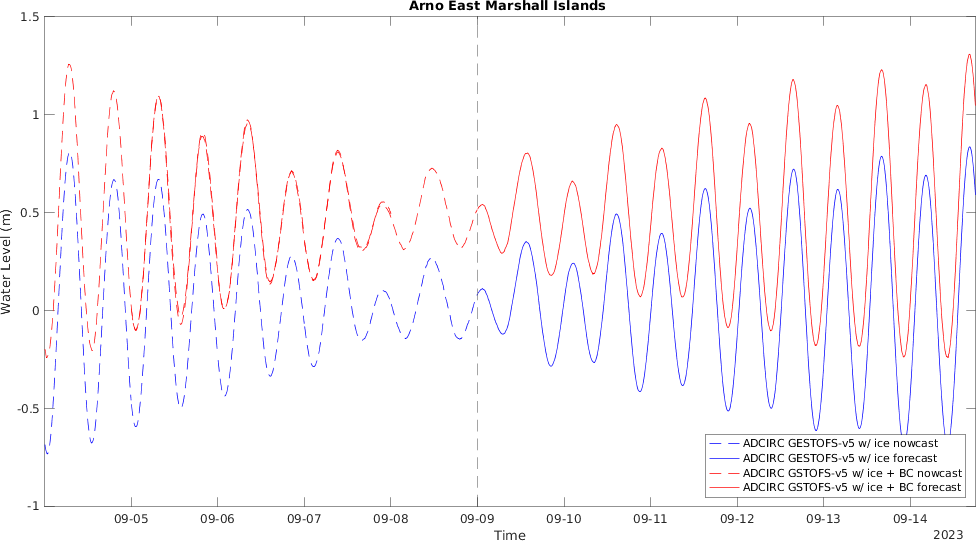 Arno East Marshall Islands
1.5
1
0.5
0
-0.5
-1
Water Level (m)
ADCIRC GESTOFS-v5 w/ ice nowcast
ADCIRC GESTOFS-v5 w/ ice forecast
ADCIRC GSTOFS-v5 w/ ice + BC nowcast
ADCIRC GSTOFS-v5 w/ ice + BC forecast
09-05 09-06 09-07 09-08 09-09 09-10 09-11 09-12 09-13 09-14
Time
2023